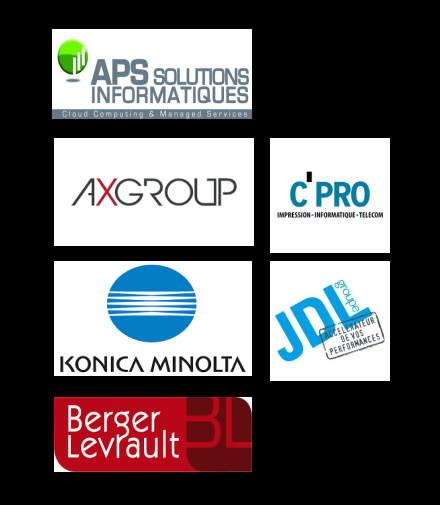 APS SOLUTIONS
INFORMATIQUES
Cloud Computing & Managed Services
AXGROUP
C'PRO
IMPRESSION - INFORMATIQUE - TELECOM
KONICA MINOLTA
JDL groupe
ACCELERATEUR
DE VOS
PERFORMANCES
Berger
Levrault
BL